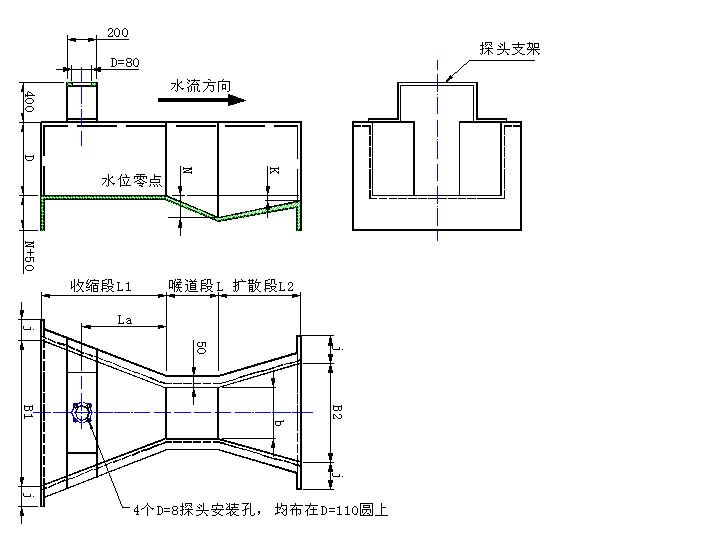 200
D=80
探头支架
水流方向
400
D
水位零点
N
K
N+50
收缩段L1
喉道段L
扩散段L2
La
j
50
j
B1
b
B2
j
j
4个D=8探头安装孔，均布在D=110圆上